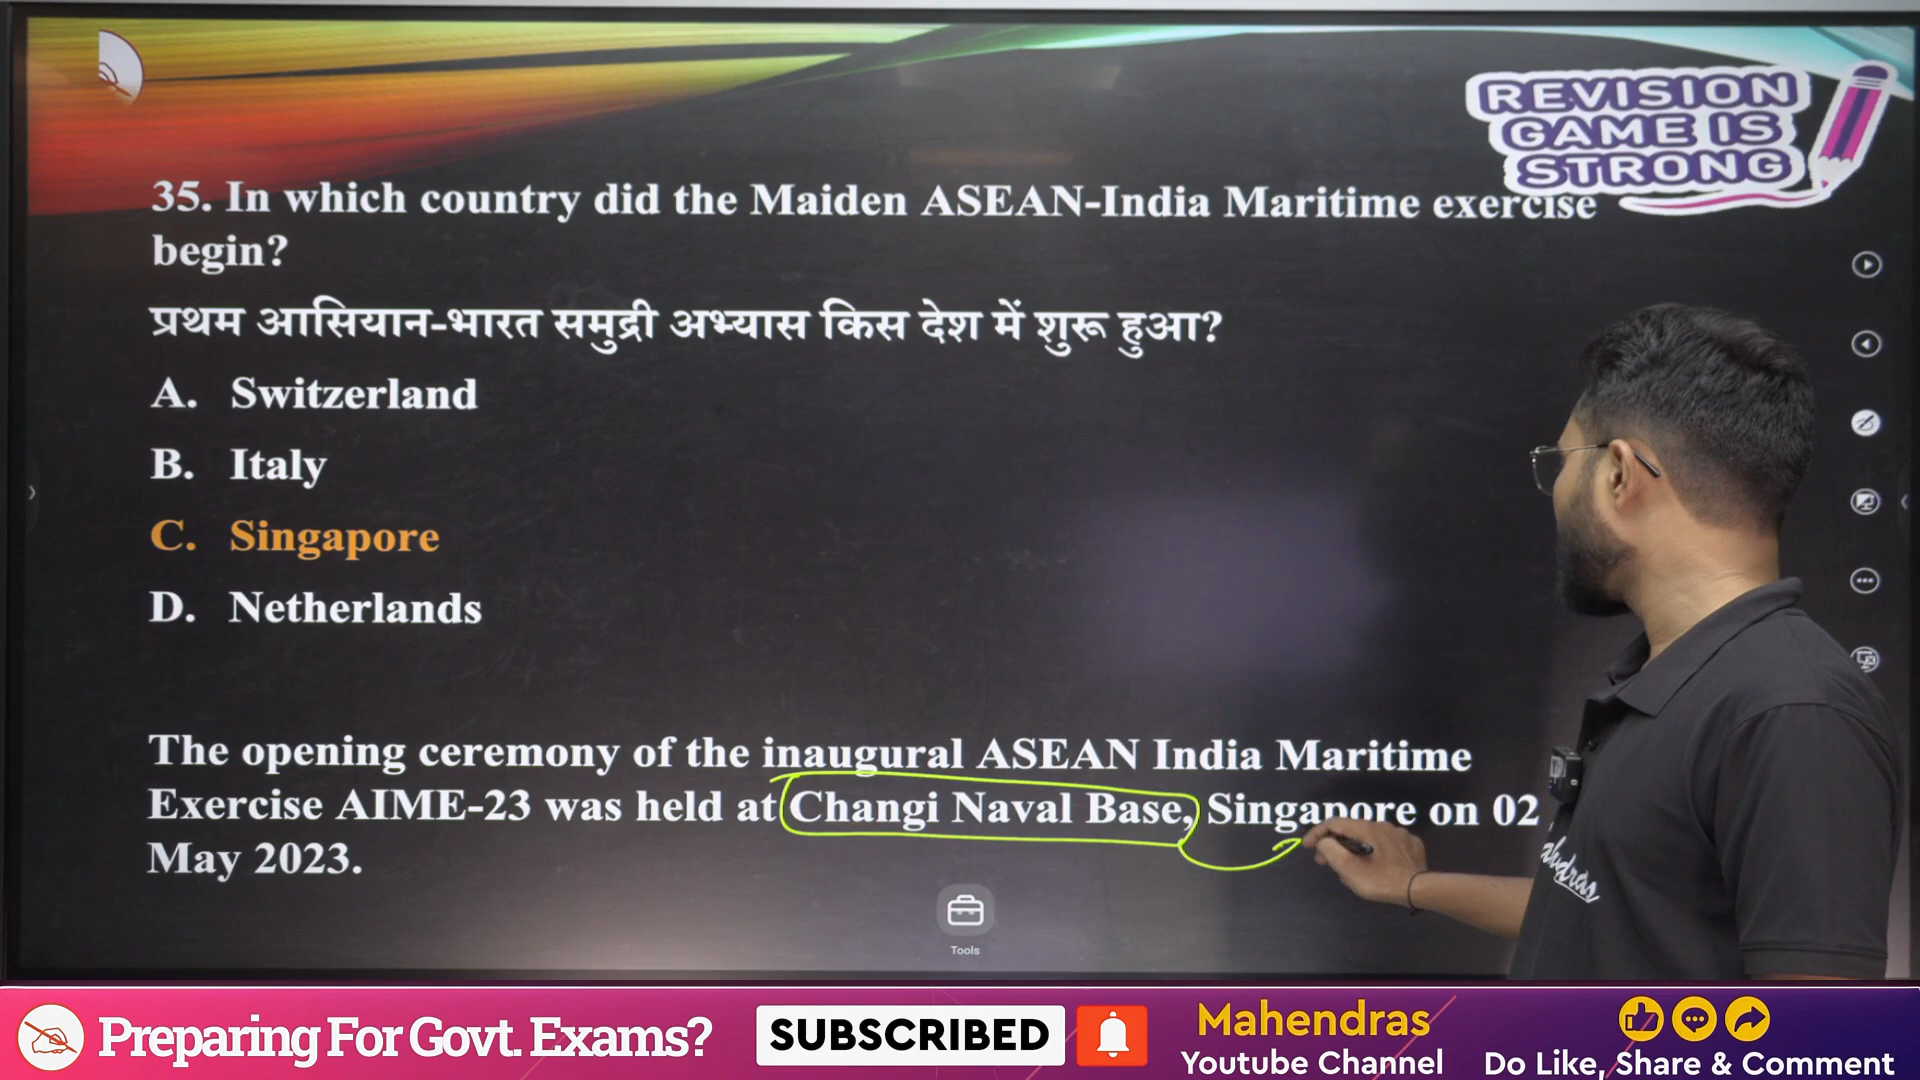 REVISION
GAME IS
STRONG
35. In which country did the Maiden ASEAN-India Maritime exercise
begin?
प्रथम आसियान-भारत समुद्री अभ्यास किस देश में शुरू हुआ?
A. Switzerland
B. Italy
C. Singapore
D. Netherlands
The opening ceremony of the inaugural ASEAN India Maritime
Exercise AIME-23 was held at Changi Naval Base, Singapore on 02
May 2023.
Tools
Preparing For Govt. Exams?
SUBSCRIBED
Mahendras
Youtube Channel
Do Like, Share & Comment